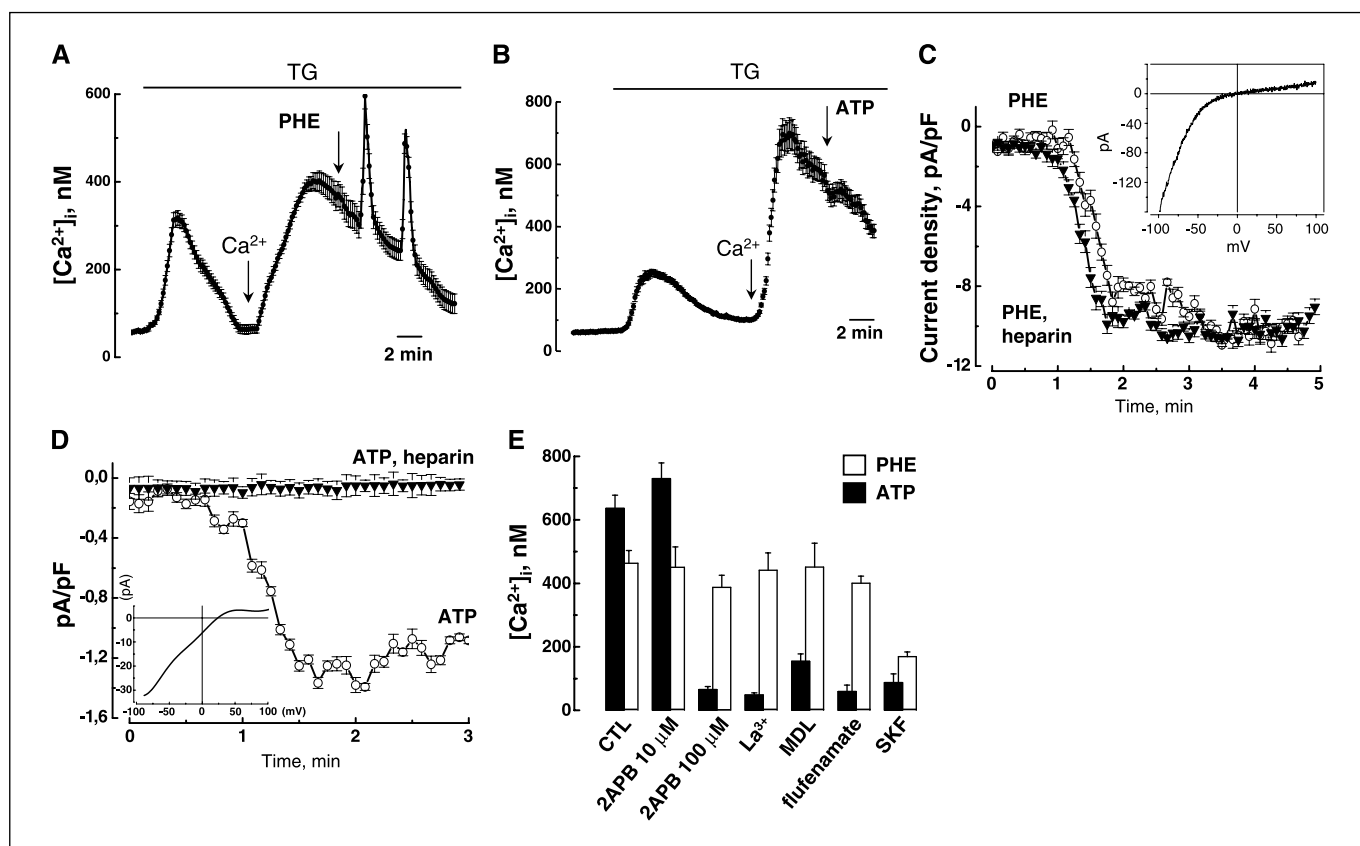 A
TG
600
400
200
0
[Ca²⁺]ᵢ, nM
PHE
Ca²⁺
2 min
B
TG
800
600
400
200
0
[Ca²⁺]ᵢ, nM
ATP
Ca²⁺
2 min
C
PHE
0
-4
-8
-12
Current density, pA/pF
PHE,
heparin
0 1 2 3 4 5
Time, min
0
-40
-80
-120
pA
-100 -50 0 50 100
mV
D
ATP, heparin
0,0
-0,4
-0,8
-1,2
-1,6
pA/pF
ATP
(pA)
0
-10
-20
-30
-100 -50 0 50 100 (mV)
0 1 2 3
Time, min
E
800
600
400
200
0
[Ca²⁺]ᵢ, nM
PHE
ATP
CTL
2APB 10 μM
2APB 100 μM
La³⁺
MDL
flufenamate
SKF